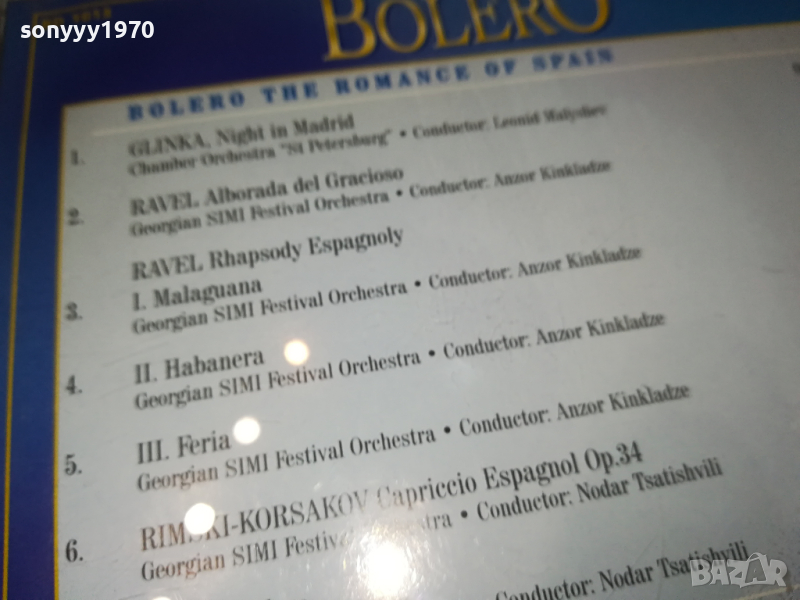 sonyyy1970
BOLERO
BOLERO THE ROMANCE OF SPAIN
1. GLINKA, Night in Madrid
Chamber Orchestra "St Petersburg" • Conductor: Leonid Malyshev
2. RAVEL Alborada del Gracioso
Georgian SIMI Festival Orchestra • Conductor: Anzor Kinkladze
RAVEL Rhapsody Espagnoly
3. I. Malaguana
Georgian SIMI Festival Orchestra • Conductor: Anzor Kinkladze
4. II. Habanera
Georgian SIMI Festival Orchestra • Conductor: Anzor Kinkladze
5. III. Feria
Georgian SIMI Festival Orchestra • Conductor: Anzor Kinkladze
6. RIMSKI-KORSAKOV Capriccio Espagnol Op.34
Georgian SIMI Festival Orchestra • Conductor: Nodar Tsatishvili
Conductor: Nodar Tsatishvili
BAZAR